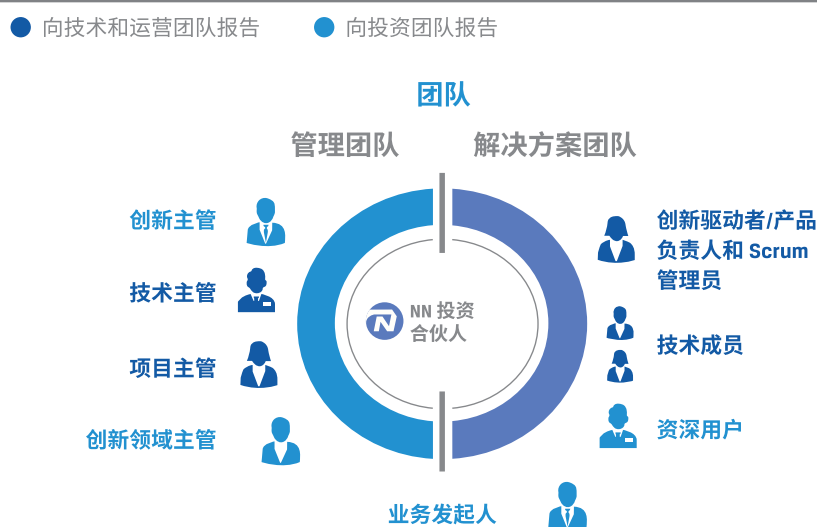 向技术和运营团队报告
向投资团队报告
团队
管理团队
解决方案团队
创新主管
技术主管
项目主管
创新领域主管
NN 投资
合伙人
创新驱动者/产品
负责人和 Scrum
管理员
技术成员
资深用户
业务发起人